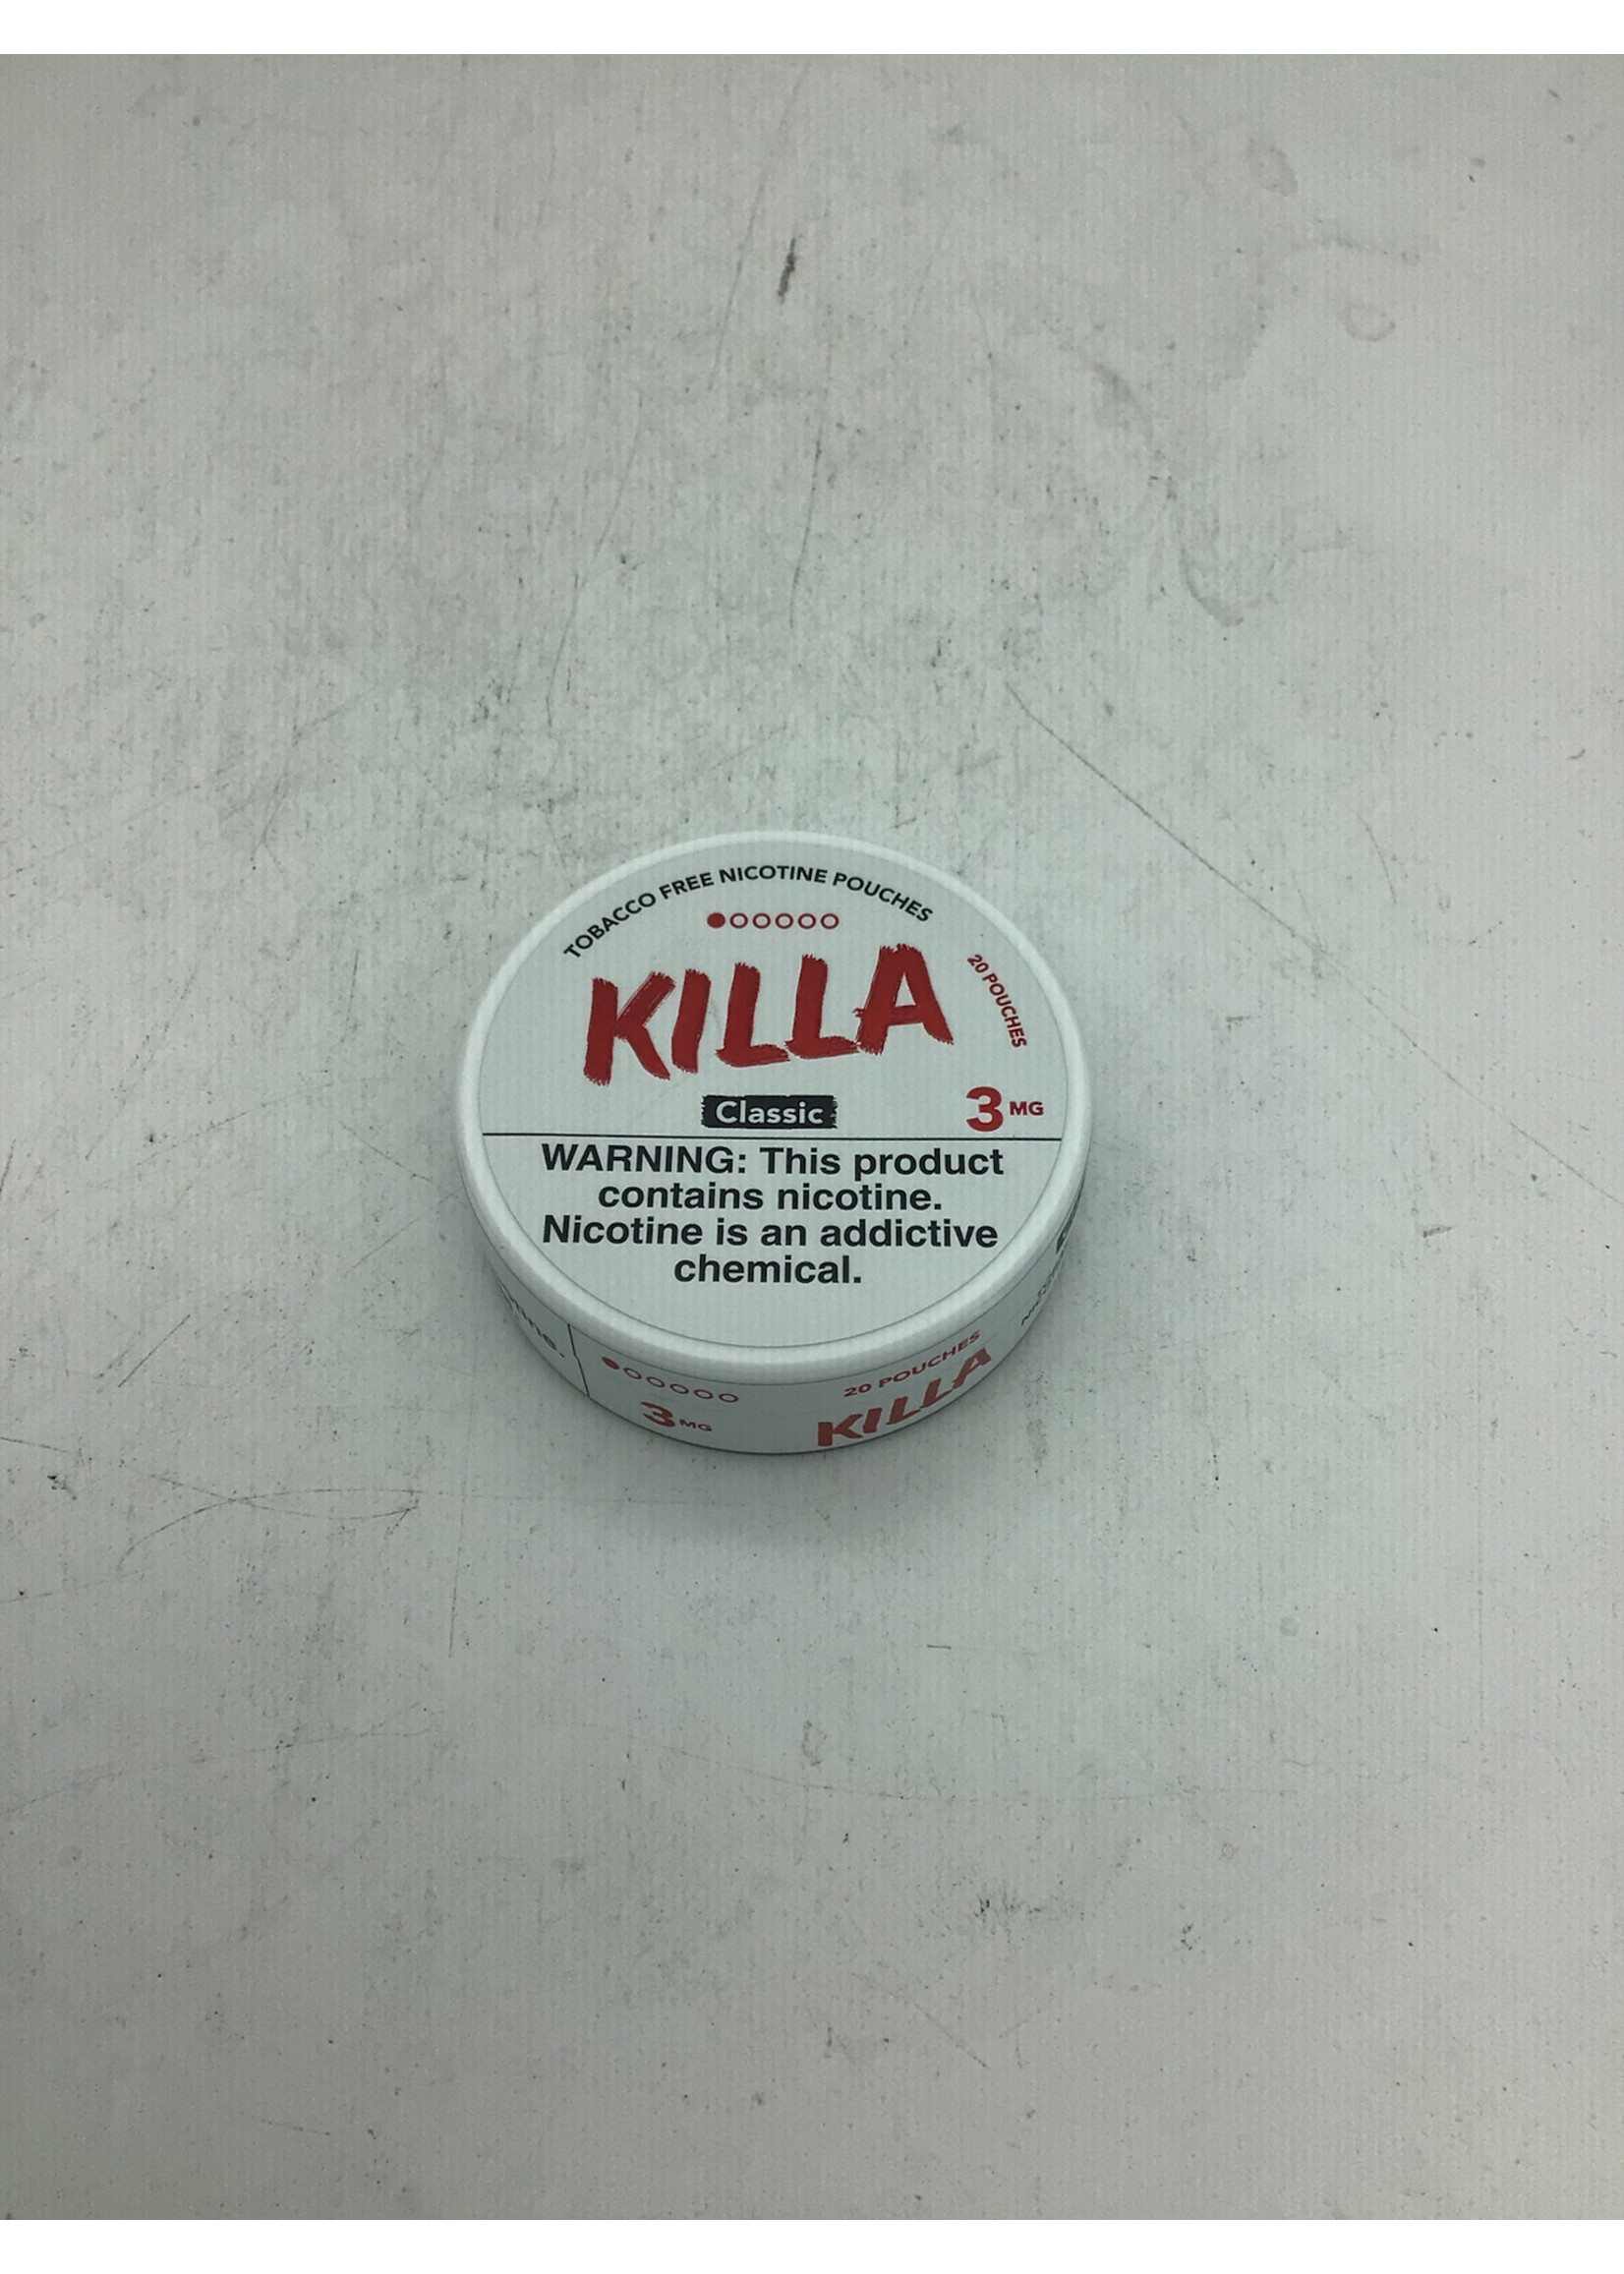 TOBACCO FREE NICOTINE POUCHES
KILLA
20 POUCHES
Classic
3 MG
WARNING: This product
contains nicotine.
Nicotine is an addictive
chemical.
3 MG
20 POUCHES
KILLA